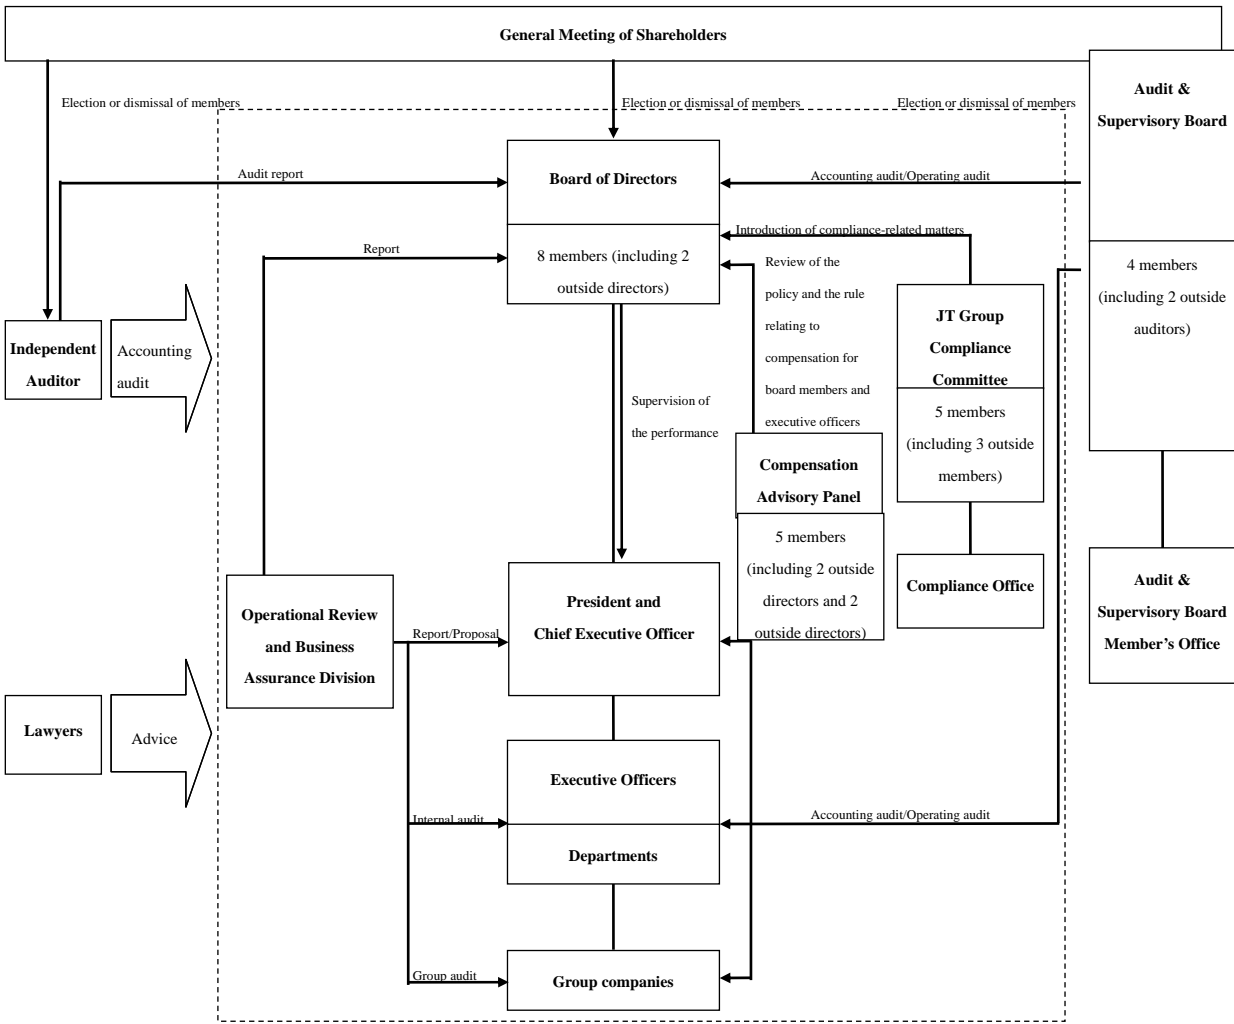 General Meeting of Shareholders
Election or dismissal of members
Election or dismissal of members
Election or dismissal of members
Audit &
Supervisory Board
4 members
(including 2 outside
auditors)
Audit report
Board of Directors
8 members (including 2
outside directors)
Accounting audit/Operating audit
Introduction of compliance-related matters
Report
Review of the
policy and the rule
relating to
compensation for
board members and
executive officers
JT Group
Compliance
Committee
5 members
(including 3 outside
members)
Independent
Auditor
Accounting
audit
Supervision of
the performance
Compensation
Advisory Panel
5 members
(including 2 outside
directors and 2
outside directors)
Compliance Office
Audit &
Supervisory Board
Member’s Office
Operational Review
and Business
Assurance Division
Report/Proposal
President and
Chief Executive Officer
Lawyers
Advice
Executive Officers
Departments
Internal audit
Accounting audit/Operating audit
Group audit
Group companies